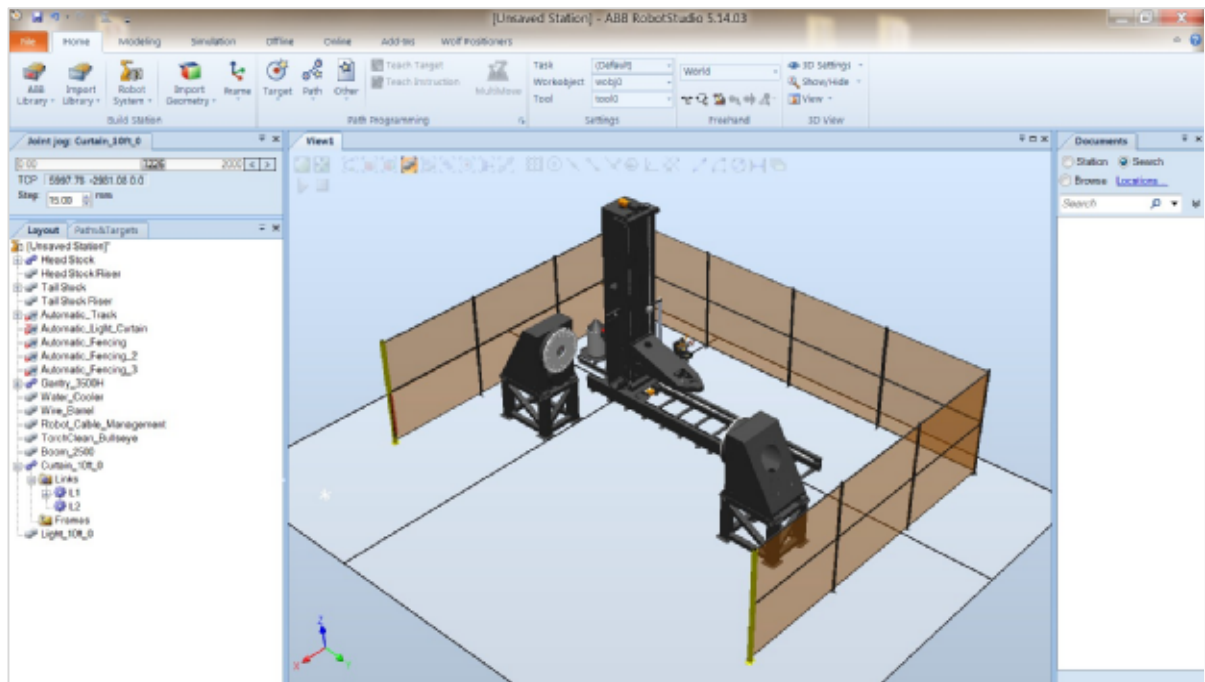 [Unsaved Station] - ABB RobotStudio 5.14.03
File Home Modeling Simulation Offline Online Add-Ins Wolf Positioners
ABB Library Import Library Robot System Import Geometry Frame Target Path Other Teach Target Teach Instruction MultiMove
Task (Default)
Workobject wobj0
Tool tool0
World
3D Settings
Show/Hide
View
Build Station Path Programming Settings Freehand 3D View
Joint jog: Curtain_10ft_0
0.00 1226 2000 < >
TCP 5997.78 -2981.08 0.0
Step 15.00 mm
Layout Paths&Targets
[Unsaved Station]*
Head Stock
Head Stock Riser
Tail Stock
Tail Stock Riser
Automatic_Track
Automatic_Light_Curtain
Automatic_Fencing
Automatic_Fencing_2
Automatic_Fencing_3
Gantry_3500H
Water_Cooler
Wire_Barrel
Robot_Cable_Management
TorchClean_Bullseye
Boom_2500
Curtain_10ft_0
Links
L1
L2
Frames
Light_10ft_0
View1
Z
X
Y
Documents
Station Search
Browse Locations...
Search